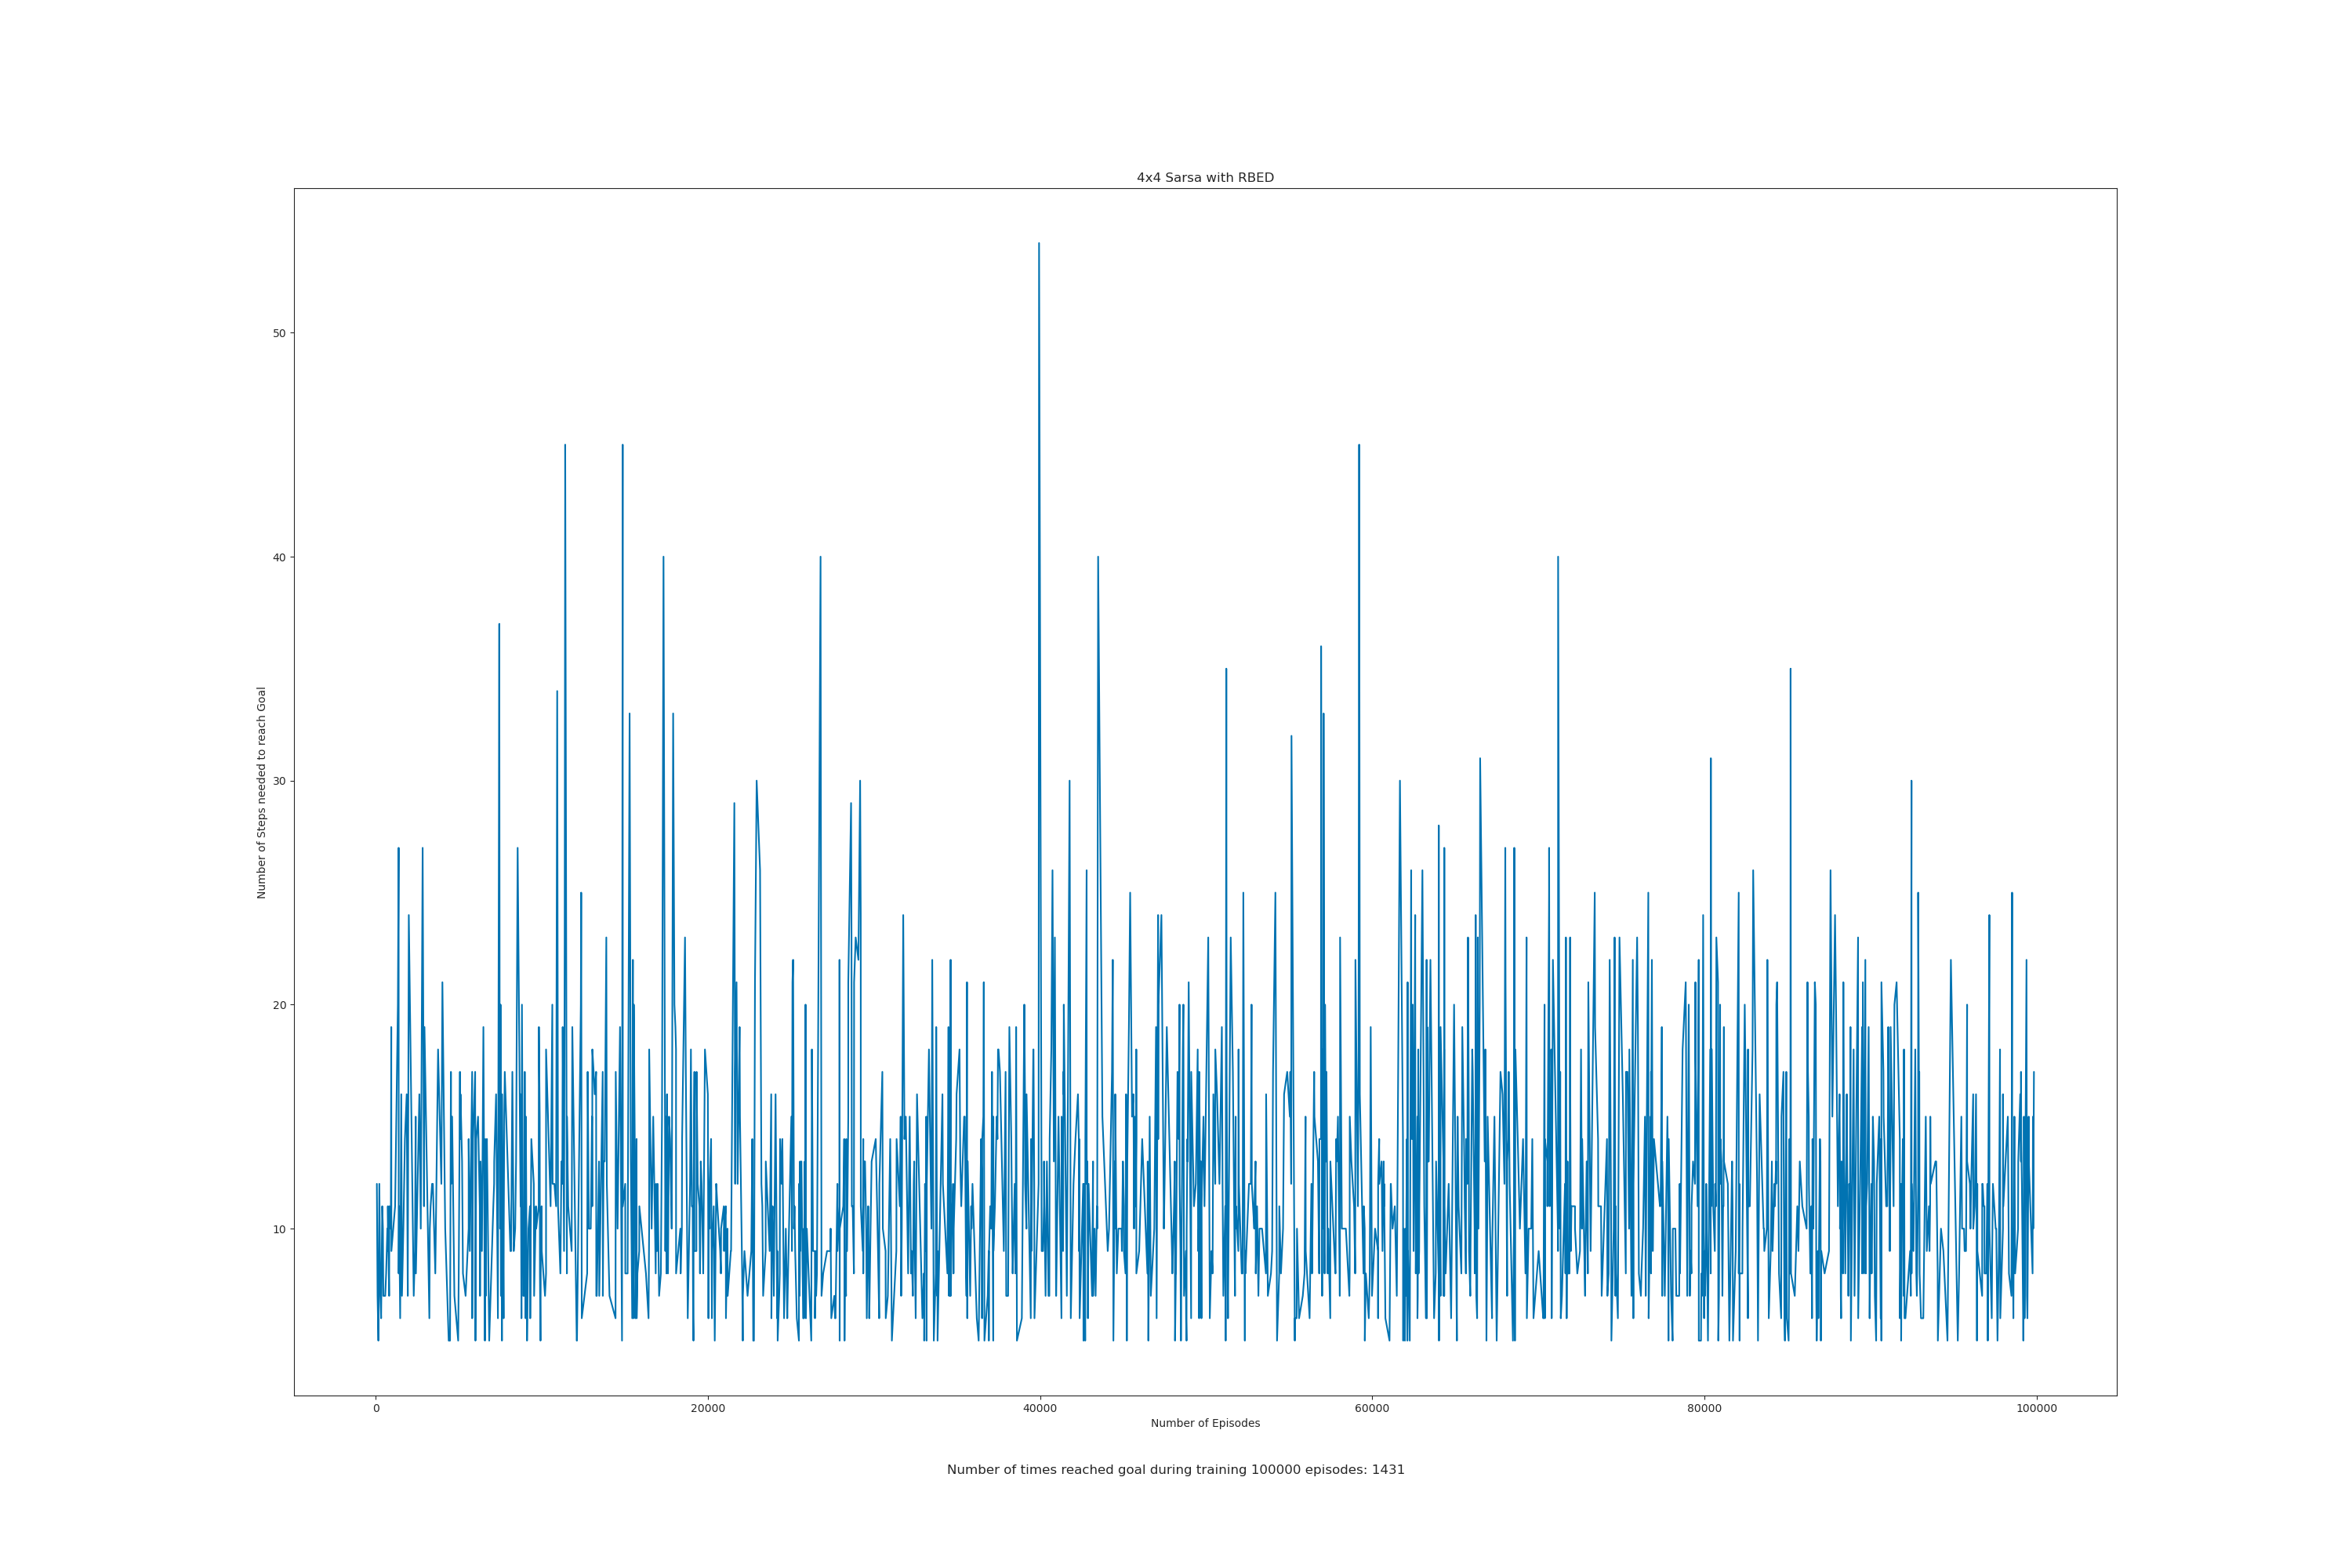 4x4 Sarsa with RBED
Number of Steps needed to reach Goal
50
40
30
20
10
0
20000
40000
60000
80000
100000
Number of Episodes
Number of times reached goal during training 100000 episodes: 1431